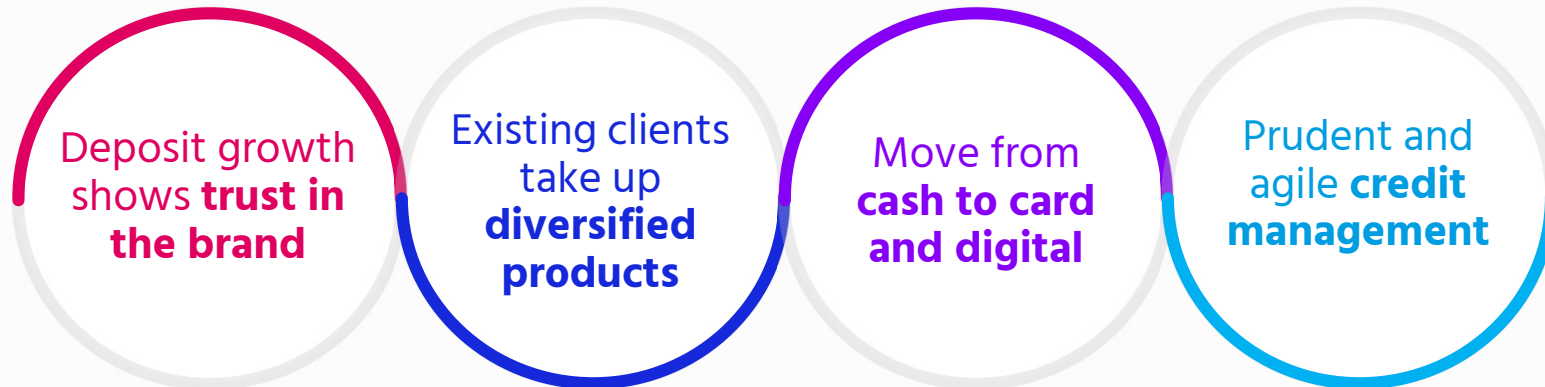 Deposit growth
shows trust in
the brand
Existing clients
take up
diversified
products
Move from
cash to card
and digital
Prudent and
agile credit
management